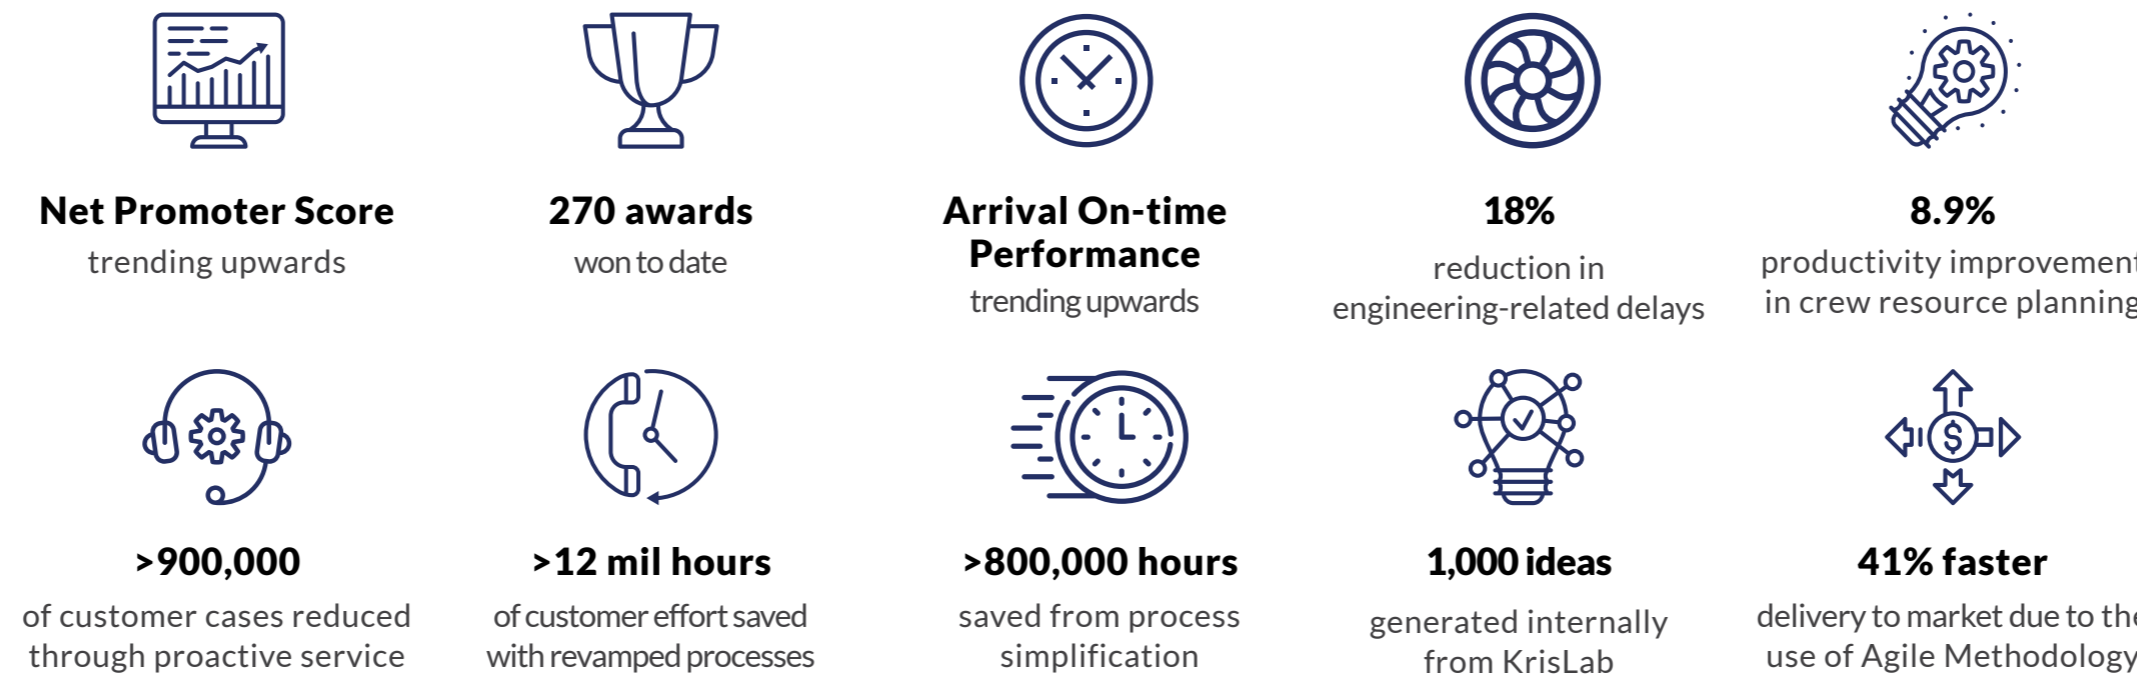 Net Promoter Score
trending upwards
270 awards
won to date
Arrival On-time
Performance
trending upwards
18%
reduction in
engineering-related delays
8.9%
productivity improvement
in crew resource planning
>900,000
of customer cases reduced
through proactive service
>12 mil hours
of customer effort saved
with revamped processes
>800,000 hours
saved from process
simplification
1,000 ideas
generated internally
from KrisLab
41% faster
delivery to market due to the
use of Agile Methodology